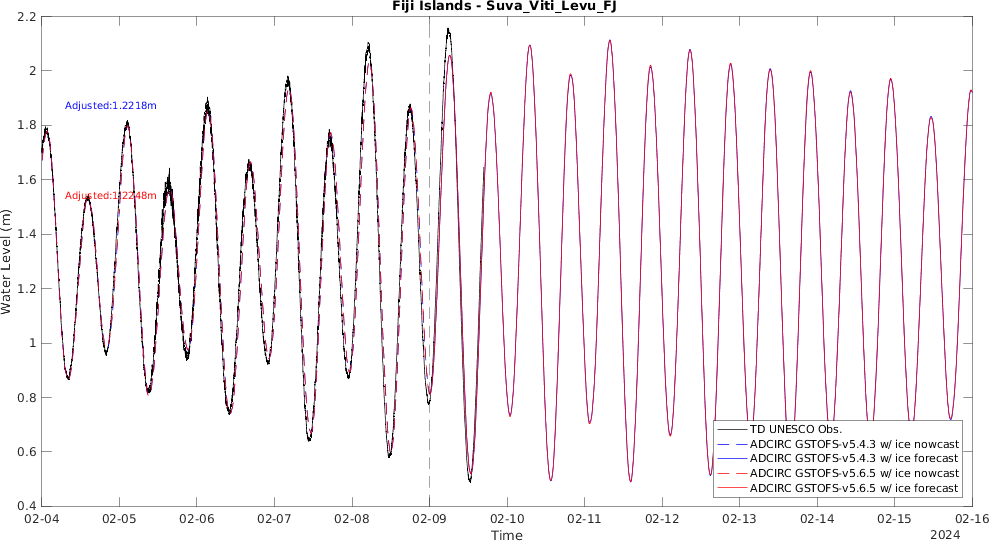 Fiji Islands - Suva_Viti_Levu_FJ
2.2
2
1.8
1.6
1.4
1.2
1
0.8
0.6
0.4
Water Level (m)
Adjusted:1.2218m
Adjusted:1.2248m
TD UNESCO Obs.
ADCIRC GSTOFS-v5.4.3 w/ ice nowcast
ADCIRC GSTOFS-v5.4.3 w/ ice forecast
ADCIRC GSTOFS-v5.6.5 w/ ice nowcast
ADCIRC GSTOFS-v5.6.5 w/ ice forecast
02-04 02-05 02-06 02-07 02-08 02-09 02-10 02-11 02-12 02-13 02-14 02-15 02-16
Time
2024